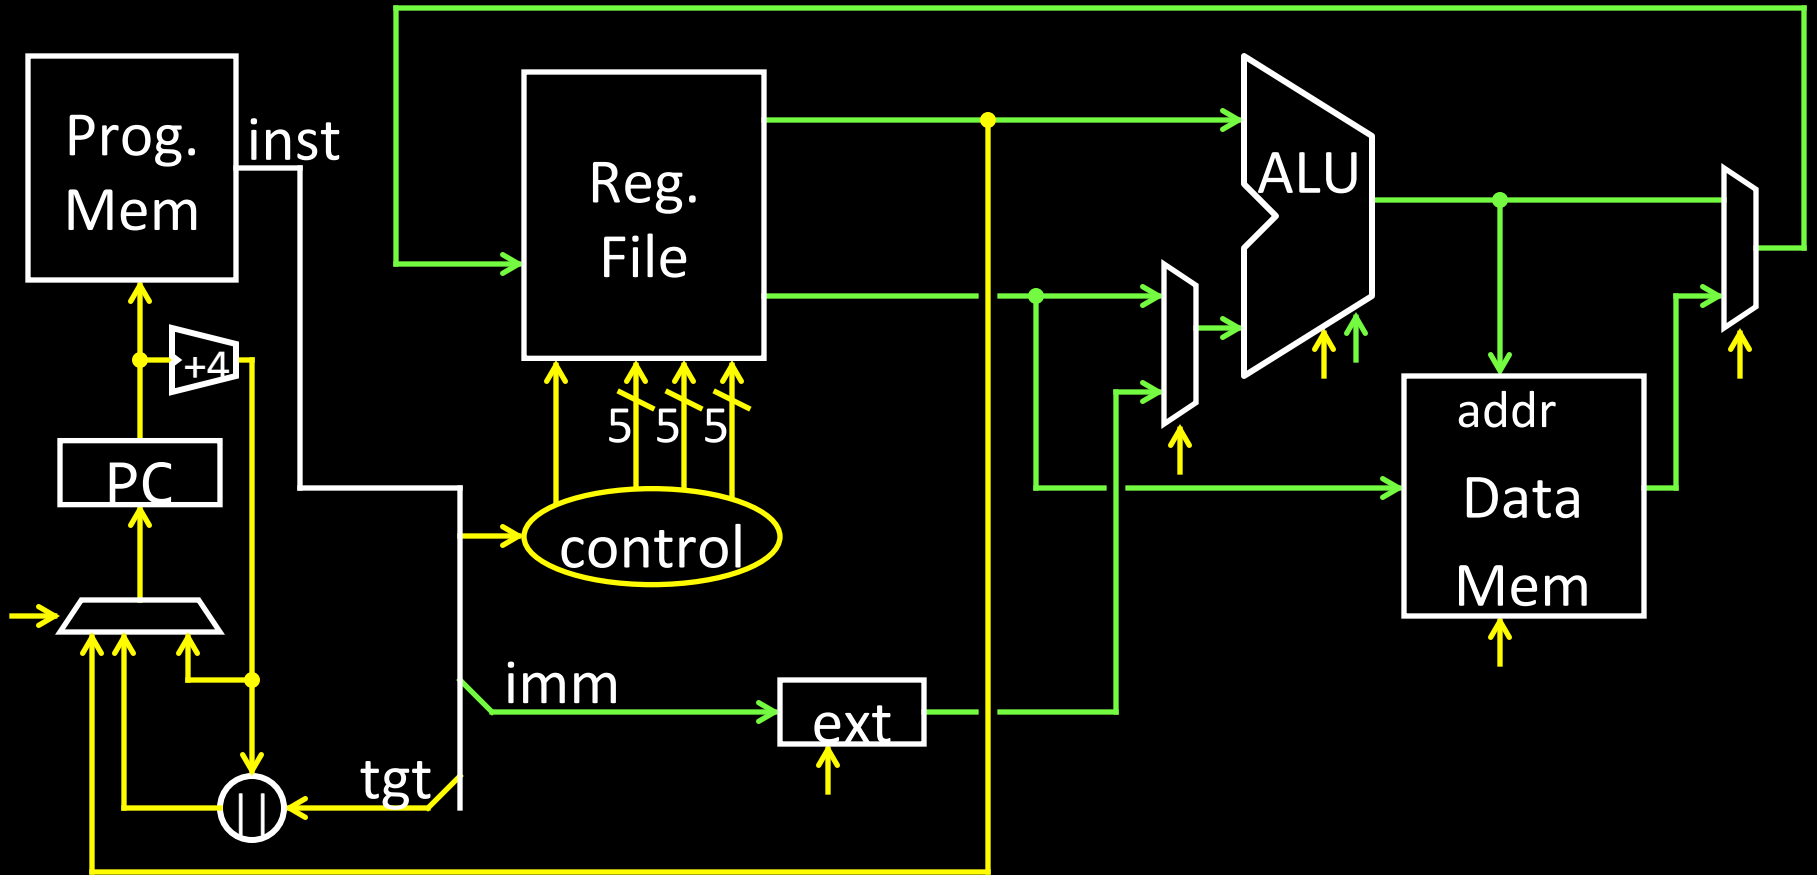 Prog.
Mem
inst
Reg.
File
ALU
+4
5 5 5
addr
PC
Data
control
Mem
imm
ext
tgt
||